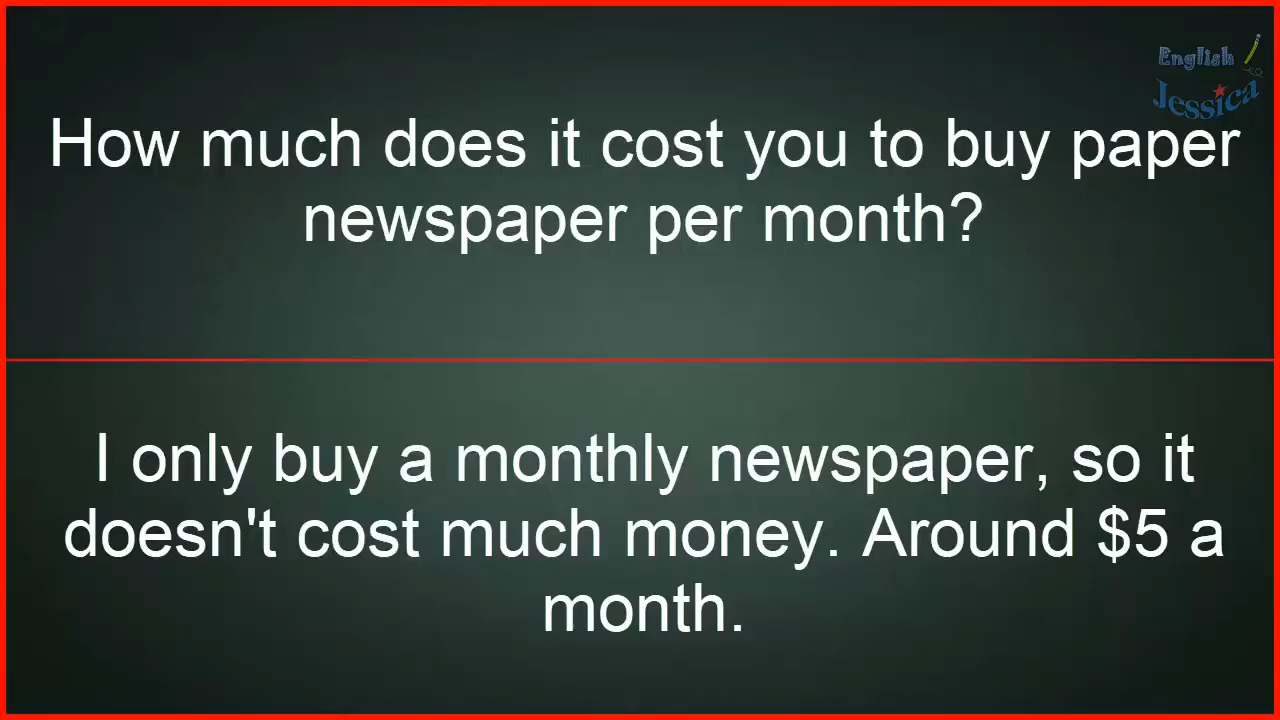 English
Jessica
How much does it cost you to buy paper
newspaper per month?
I only buy a monthly newspaper, so it
doesn't cost much money. Around $5 a
month.